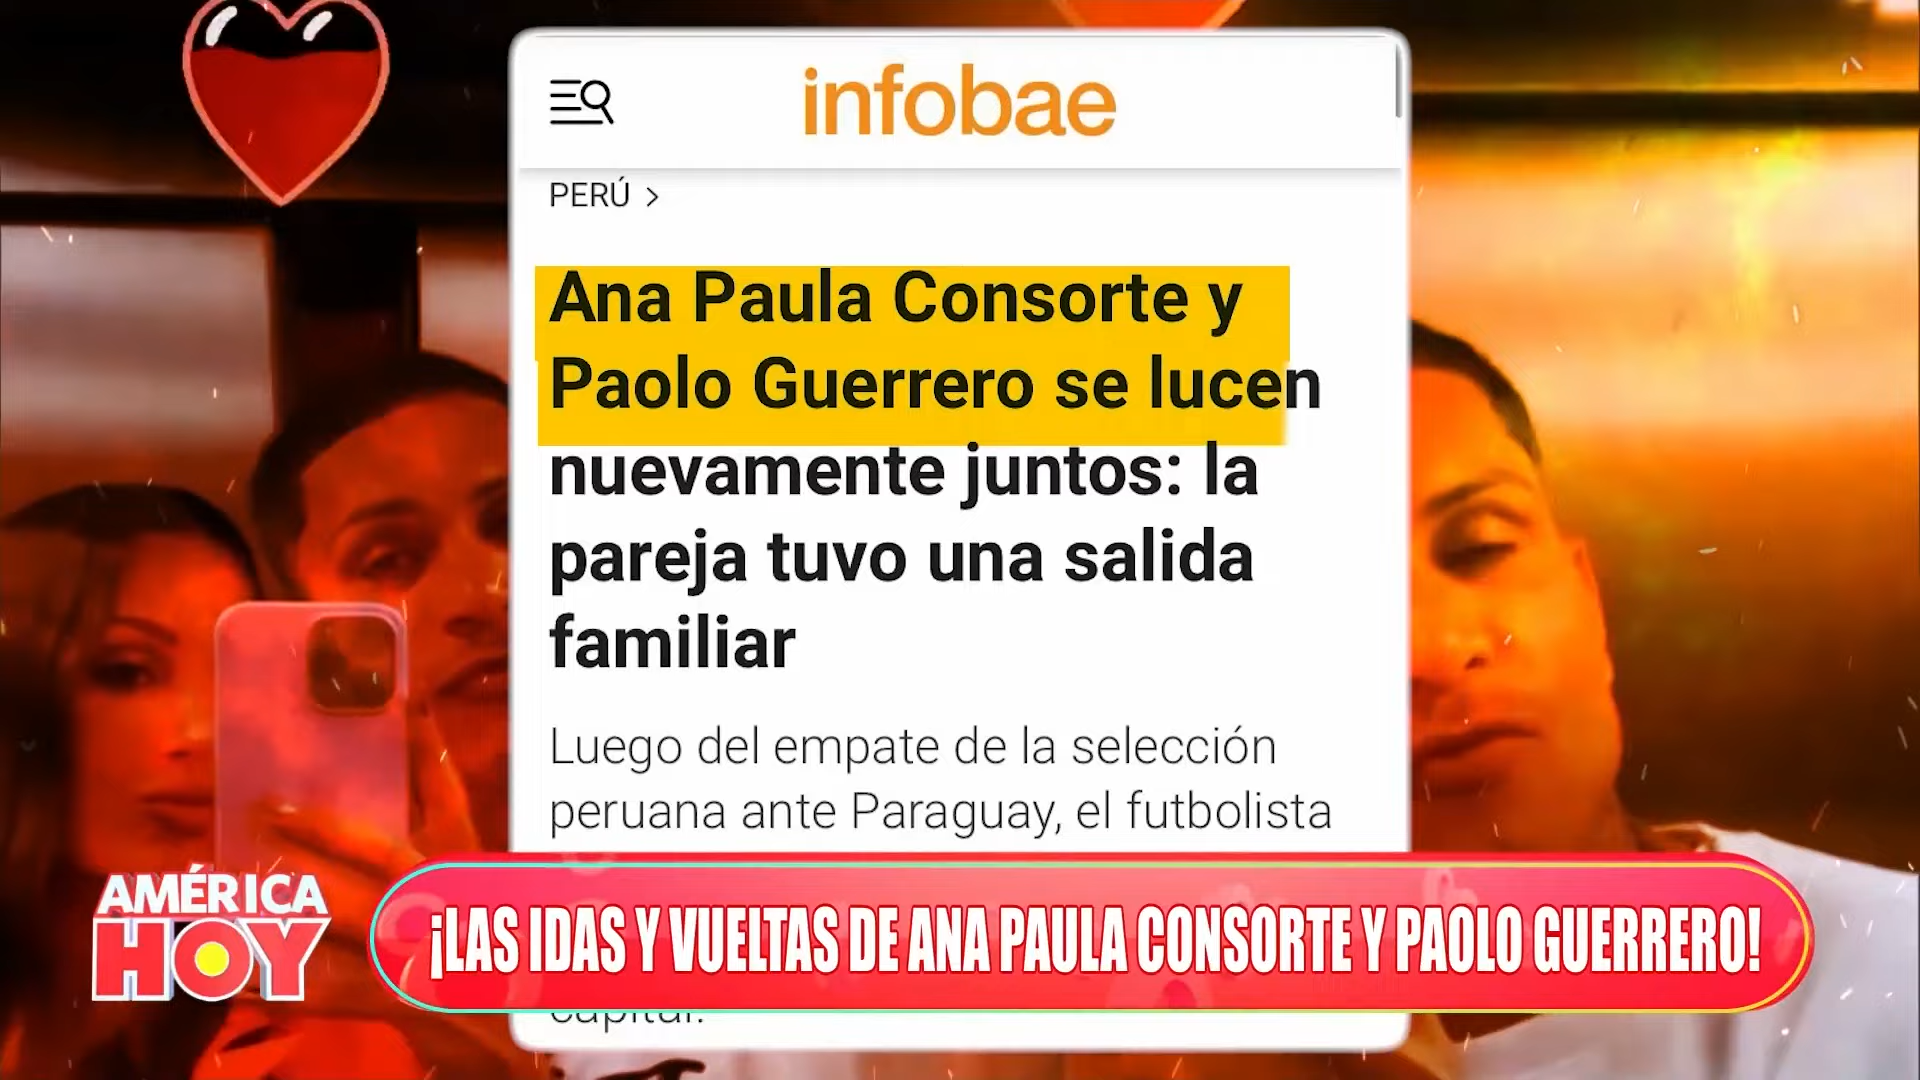 infobae
PERÚ >
Ana Paula Consorte y
Paolo Guerrero se lucen
nuevamente juntos: la
pareja tuvo una salida
familiar
Luego del empate de la selección
peruana ante Paraguay, el futbolista
AMÉRICA
HOY
¡LAS IDAS Y VUELTAS DE ANA PAULA CONSORTE Y PAOLO GUERRERO!
capital.